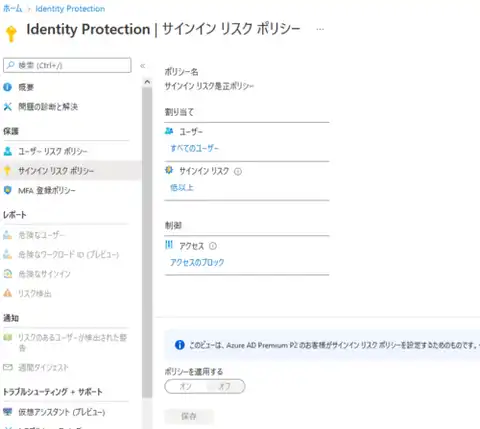 ホーム > Identity Protection
Identity Protection | サインイン リスク ポリシー ...
検索 (Ctrl+/)
«
概要
問題の診断と解決
保護
ユーザー リスク ポリシー
サインイン リスク ポリシー
MFA 登録ポリシー
レポート
危険なユーザー
危険なワークロード ID (プレビュー)
危険なサインイン
リスク検出
通知
リスクのあるユーザーが検出された警告
週間ダイジェスト
トラブルシューティング + サポート
仮想アシスタント (プレビュー)
ポリシー名
サインイン リスク是正ポリシー
割り当て
ユーザー
すべてのユーザー
サインイン リスク
低以上
制御
アクセス
アクセスのブロック
このビューは、Azure AD Premium P2 のお客様がサインイン リスク ポリシーを設定するためのものです。
ポリシーを適用する
オン オフ
保存